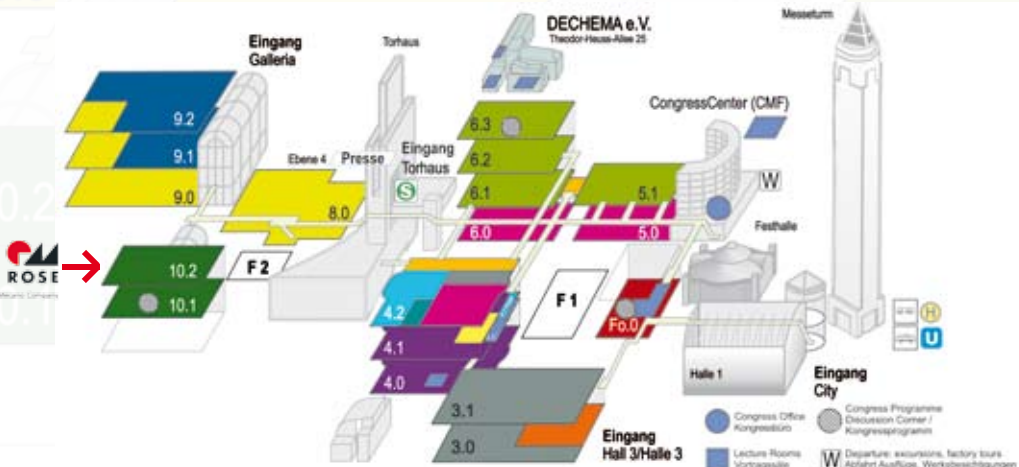 DECHEMA e.V.
Theodor-Heuss-Allee 25
Messeturm
Eingang
Galleria
Torhaus
CongressCenter (CMF)
9.2
9.1
9.0
Ebene 4
Presse
Eingang
Torhaus
S
8.0
6.3
6.2
6.1
6.0
5.1
5.0
W
Festhalle
ROSE
10.2
10.1
F 2
F 1
4.2
4.1
4.0
Fo.0
H
U
Halle 1
Eingang
City
3.1
3.0
Eingang
Hall 3/Halle 3
Congress Office
Kongressbüro
Congress Programme
Discussion Corner /
Kongressprogramm
Lecture Rooms
Vortragssäle
W Departure: excursions, factory tours
Abfahrt Ausflüge, Werksbesichtigungen